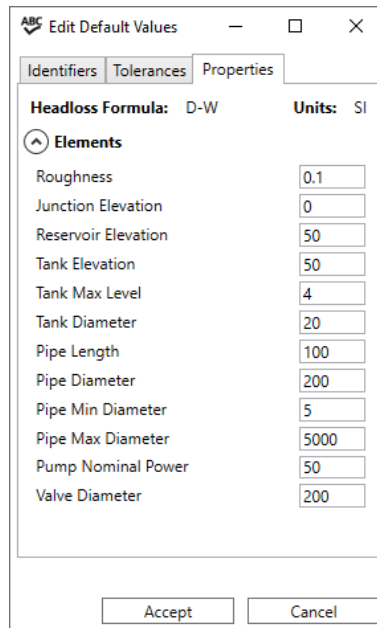 ABC Edit Default Values
Identifiers Tolerances Properties
Headloss Formula: D-W Units: SI
Elements
Roughness 0.1
Junction Elevation 0
Reservoir Elevation 50
Tank Elevation 50
Tank Max Level 4
Tank Diameter 20
Pipe Length 100
Pipe Diameter 200
Pipe Min Diameter 5
Pipe Max Diameter 5000
Pump Nominal Power 50
Valve Diameter 200
Accept Cancel